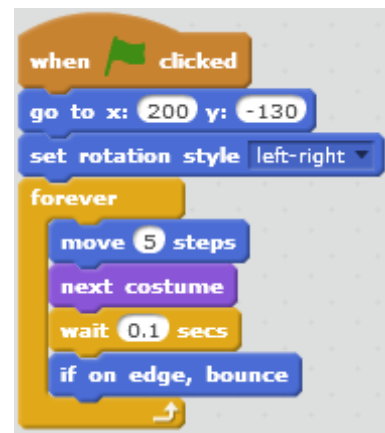 when clicked
go to x: 200 y: -130
set rotation style left-right
forever
move 5 steps
next costume
wait 0.1 secs
if on edge, bounce